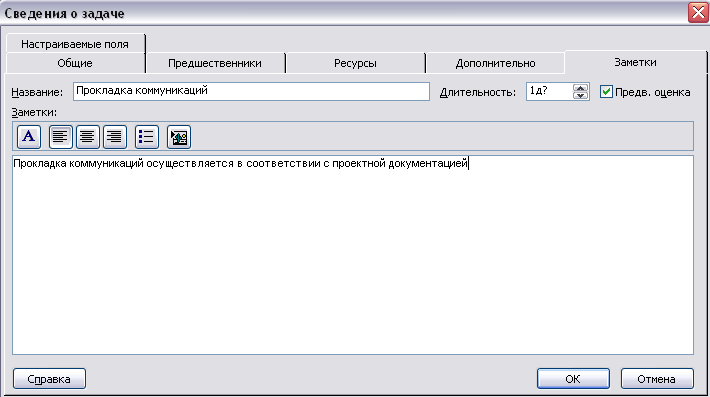 Сведения о задаче
Настраиваемые поля
Общие Предшественники Ресурсы Дополнительно Заметки
Название: Прокладка коммуникаций Длительность: 1д? Предв. оценка
Заметки:
A
Прокладка коммуникаций осуществляется в соответствии с проектной документацией
Справка ОК Отмена